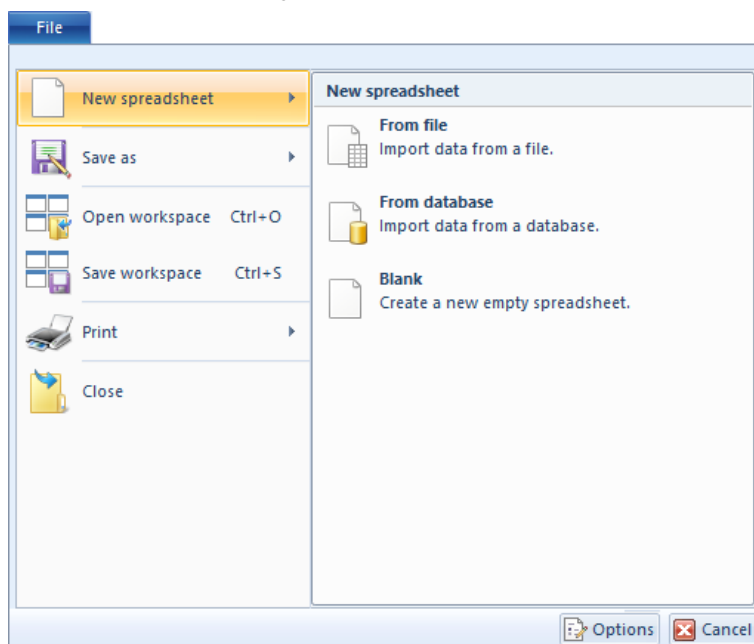 File
New spreadsheet
Save as
Open workspace Ctrl+O
Save workspace Ctrl+S
Print
Close
New spreadsheet
From file
Import data from a file.
From database
Import data from a database.
Blank
Create a new empty spreadsheet.
Options
Cancel